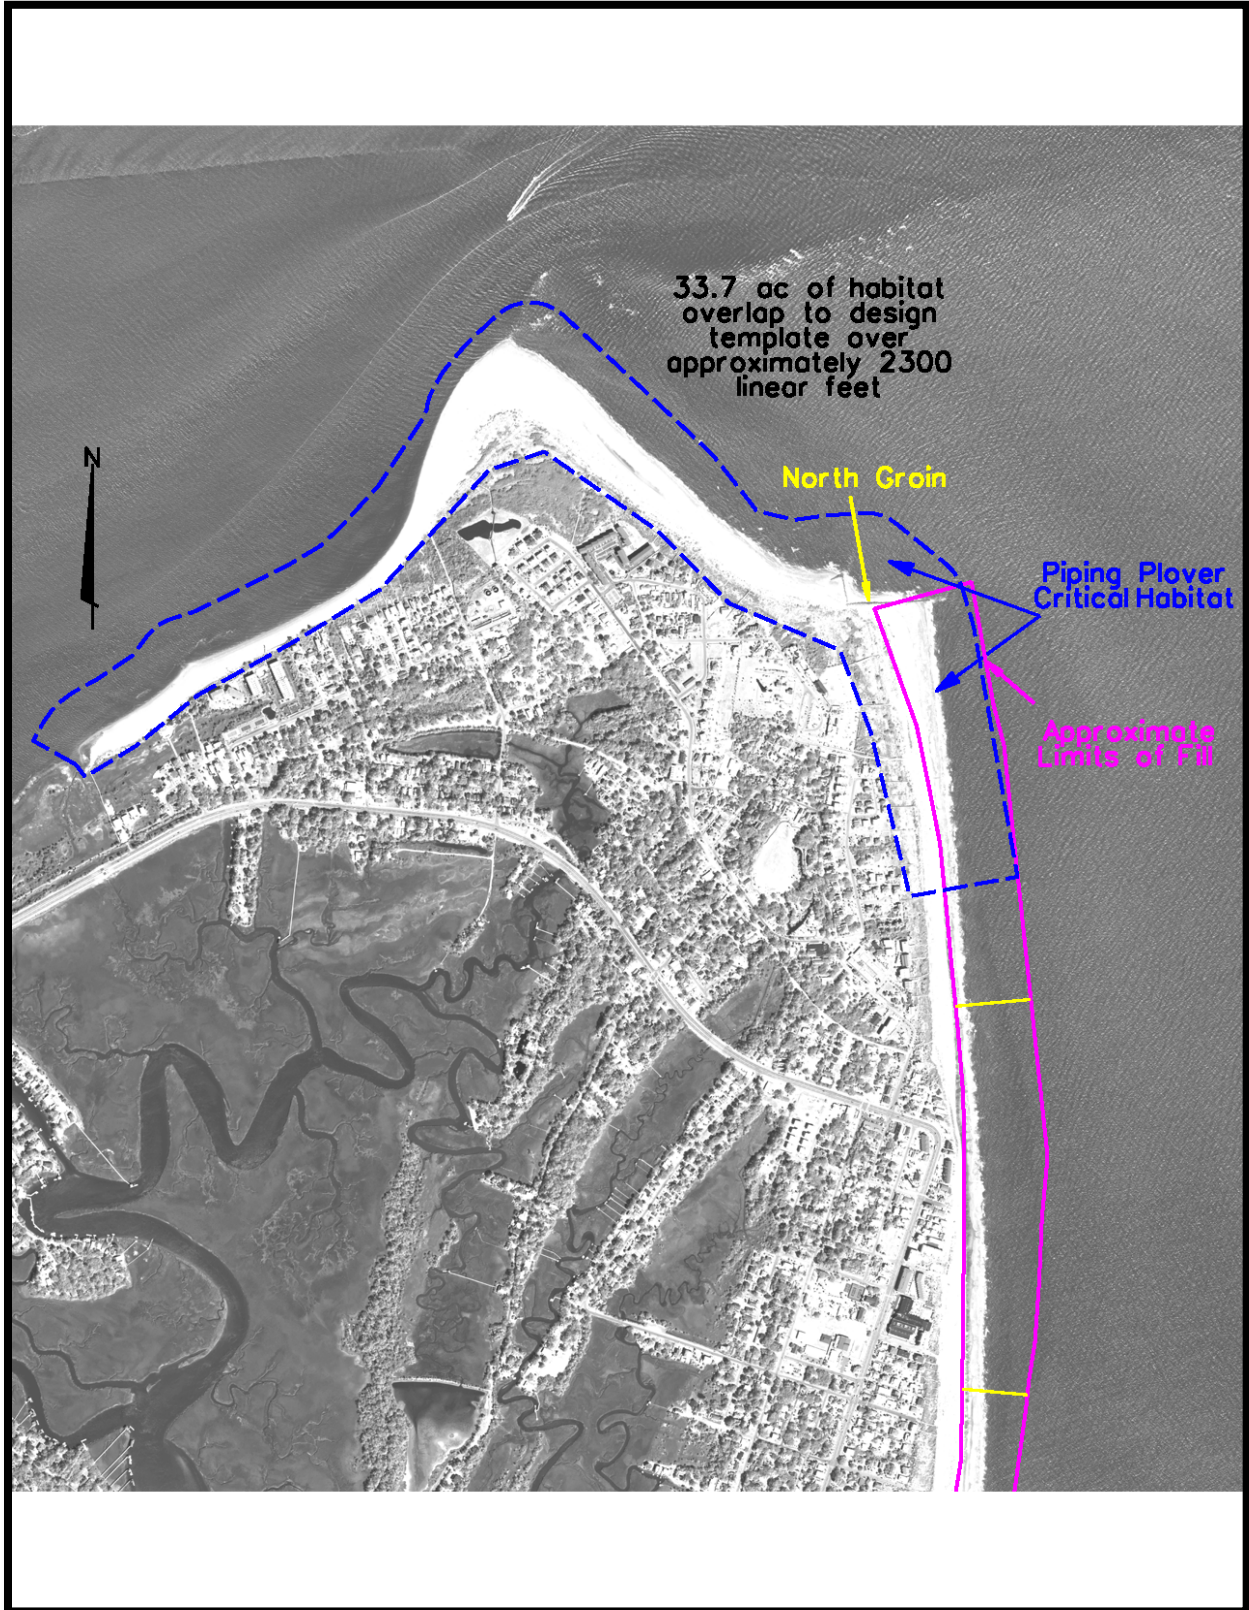 33.7 ac of habitat
overlap to design
template over
approximately 2300
linear feet
N
North Groin
Piping Plover
Critical Habitat
Approximate
Limits of Fill